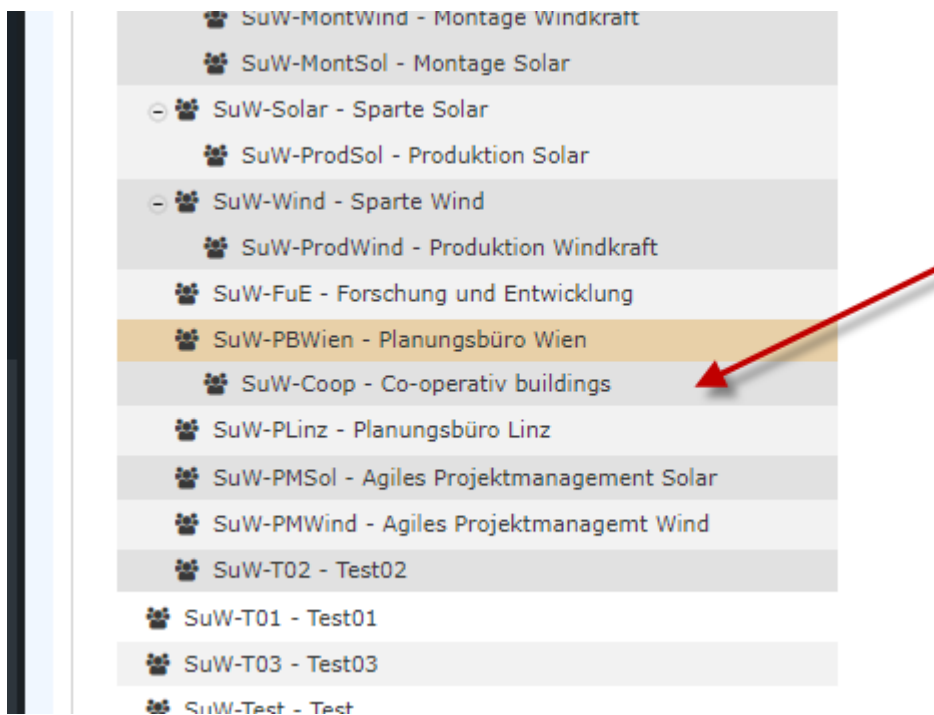 SuW-MontWind - Montage Windkraft
SuW-MontSol - Montage Solar
SuW-Solar - Sparte Solar
SuW-ProdSol - Produktion Solar
SuW-Wind - Sparte Wind
SuW-ProdWind - Produktion Windkraft
SuW-FuE - Forschung und Entwicklung
SuW-PBWien - Planungsbüro Wien
SuW-Coop - Co-operativ buildings
SuW-PLinz - Planungsbüro Linz
SuW-PMSol - Agiles Projektmanagement Solar
SuW-PMWind - Agiles Projektmanagemt Wind
SuW-T02 - Test02
SuW-T01 - Test01
SuW-T03 - Test03
SuW-Test - Test